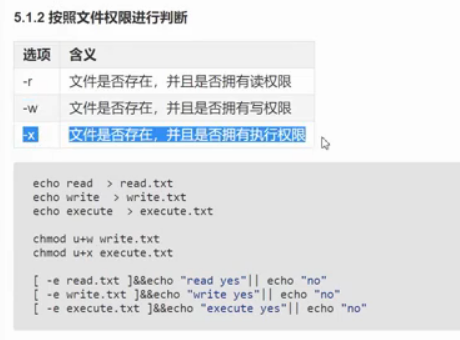 5.1.2 按照文件权限进行判断
选项 含义
-r 文件是否存在，并且是否拥有读权限
-w 文件是否存在，并且是否拥有写权限
-x 文件是否存在，并且是否拥有执行权限
echo read > read.txt
echo write > write.txt
echo execute > execute.txt
chmod u+w write.txt
chmod u+x execute.txt
[ -e read.txt ]&&echo "read yes"|| echo "no"
[ -e write.txt ]&&echo "write yes"|| echo "no"
[ -e execute.txt ]&&echo "execute yes"|| echo "no"